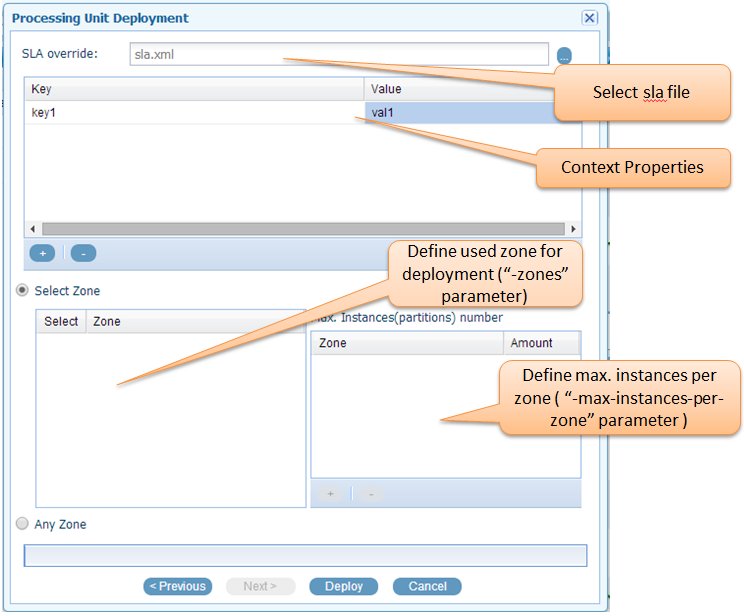 Processing Unit Deployment
SLA override:
sla.xml
...
Select sla file
Key
Value
key1
val1
Context Properties
+
-
Define used zone for
deployment (“-zones”
parameter)
Select Zone
Instances(partitions) number
Select
Zone
Zone
Amount
Define max. instances per
zone ( “-max-instances-per-
zone” parameter )
+
-
Any Zone
< Previous
Next >
Deploy
Cancel